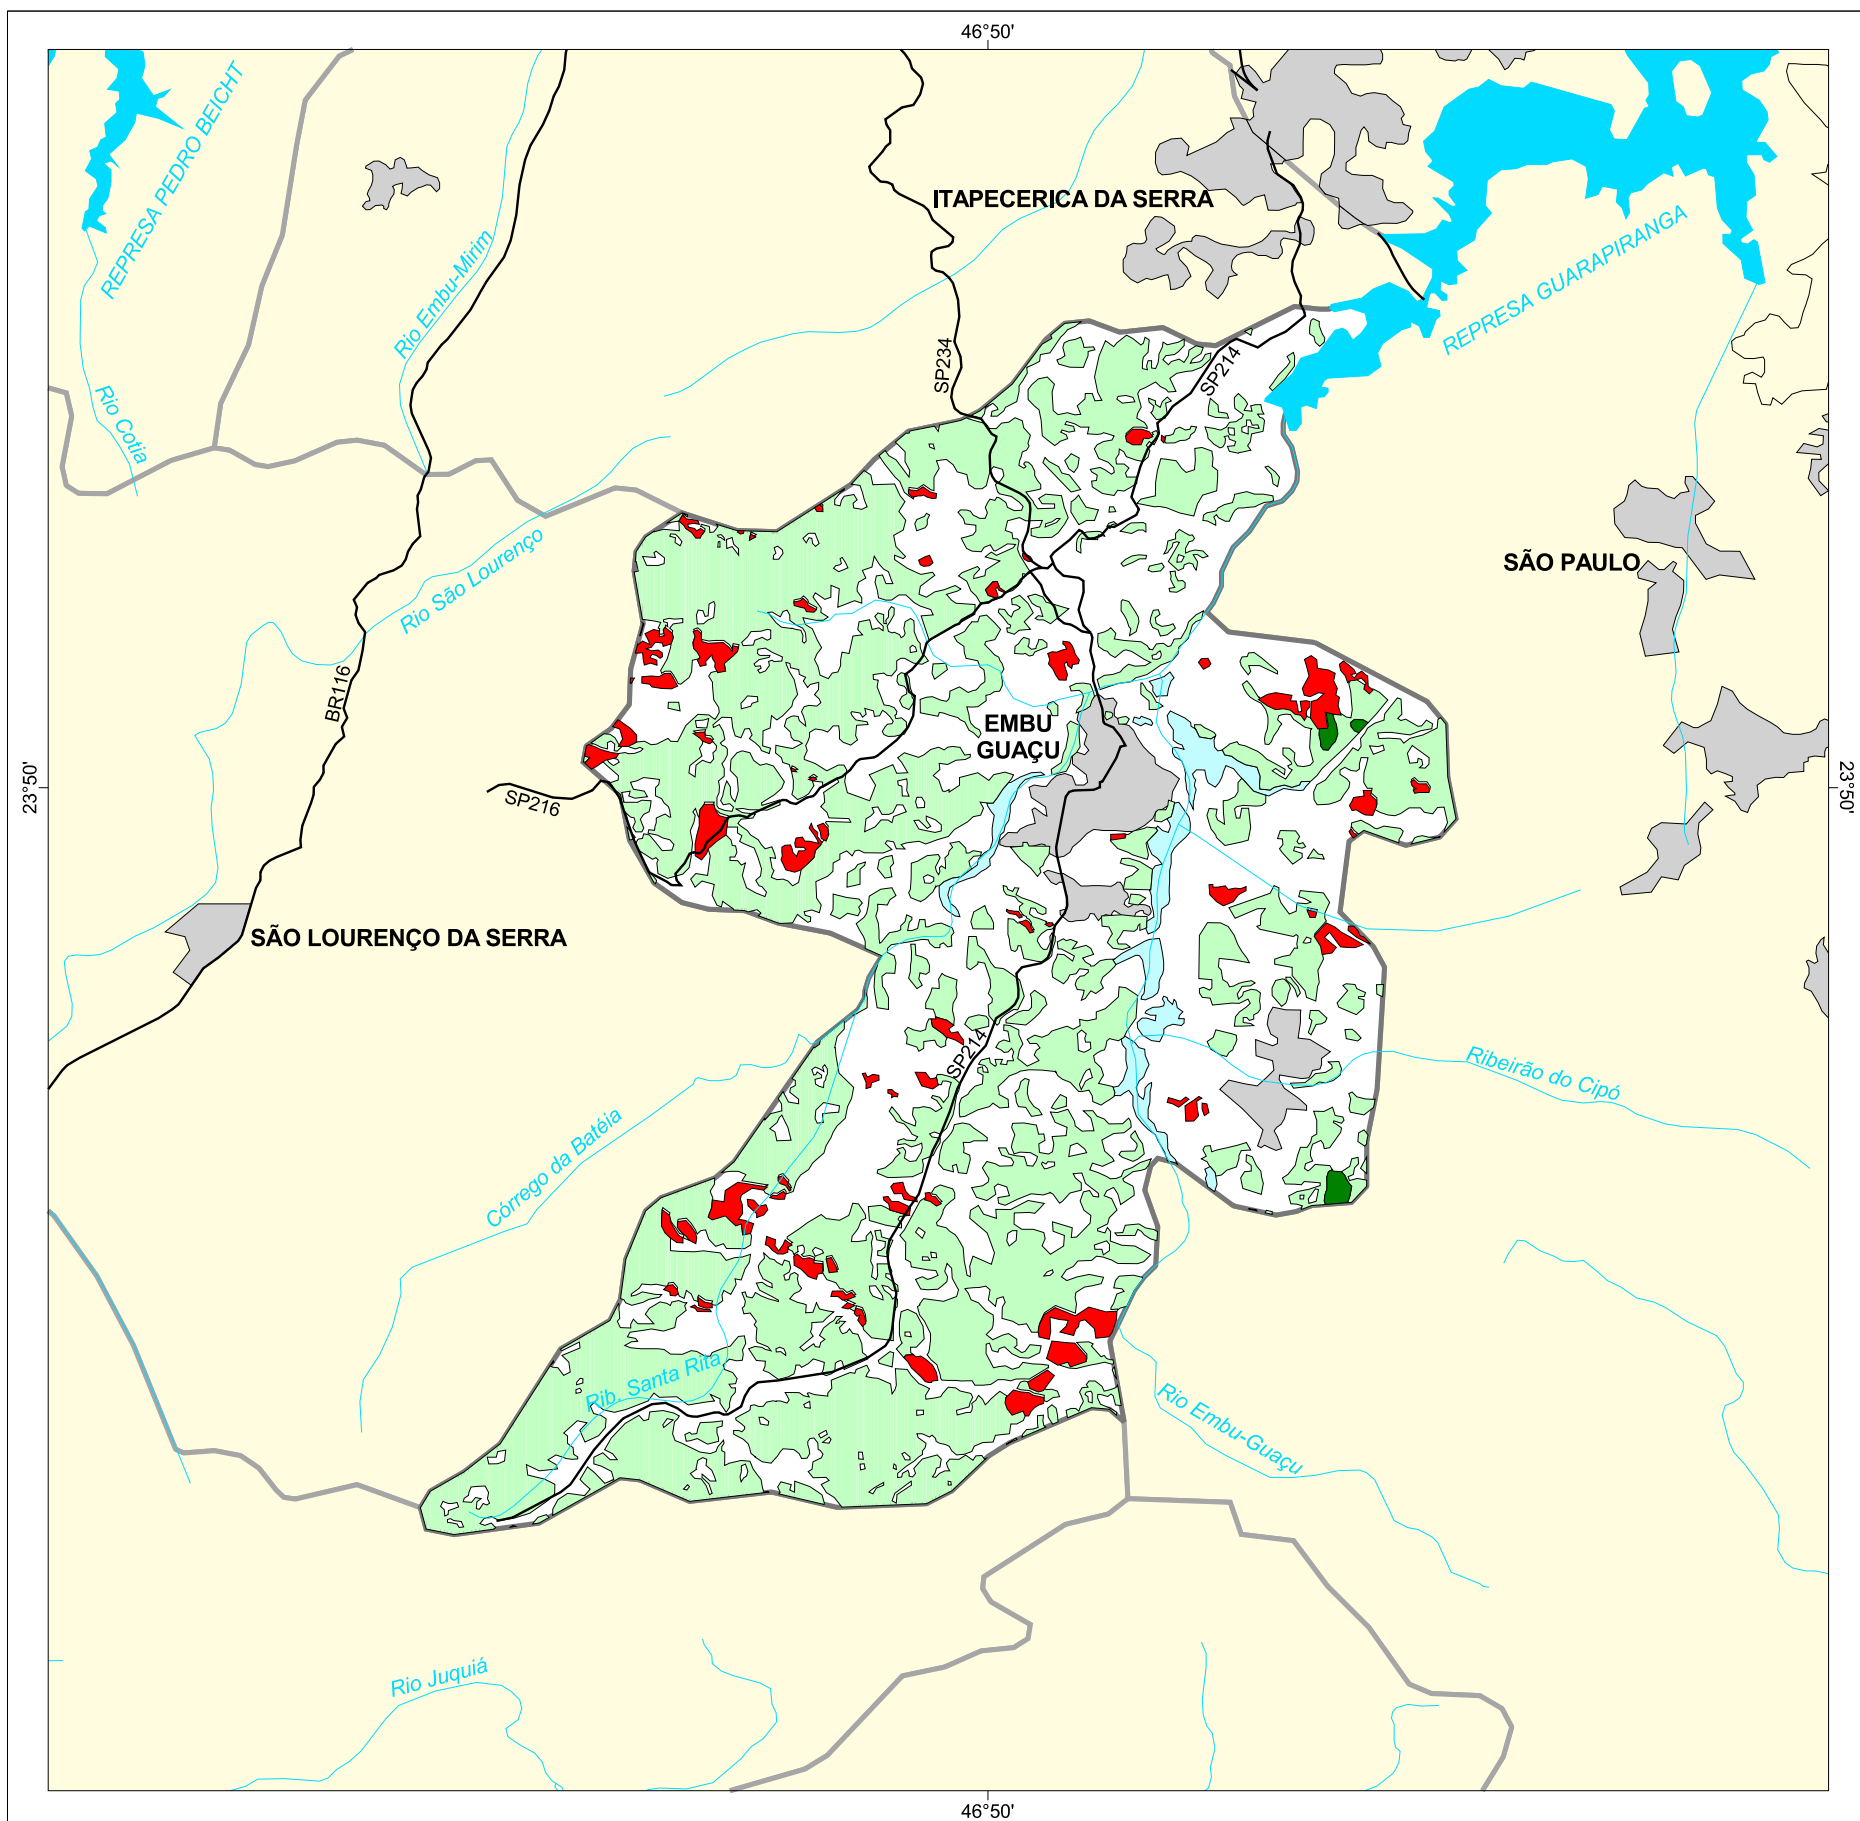 46°50'
REPRESA PEDRO BEICHT
ITAPECERICA DA SERRA
Rio Embu-Mirim
REPRESA GUARAPIRANGA
SP234
SP214
Rio Cotia
Rio São Lourenço
SÃO PAULO
BR116
EMBU
GUAÇU
23°50'
23°50'
SP216
SÃO LOURENÇO DA SERRA
SP214
Ribeirão do Cipó
Córrego da Batéia
Rib. Santa Rita
Rio Embu-Guaçu
Rio Juquiá
46°50'